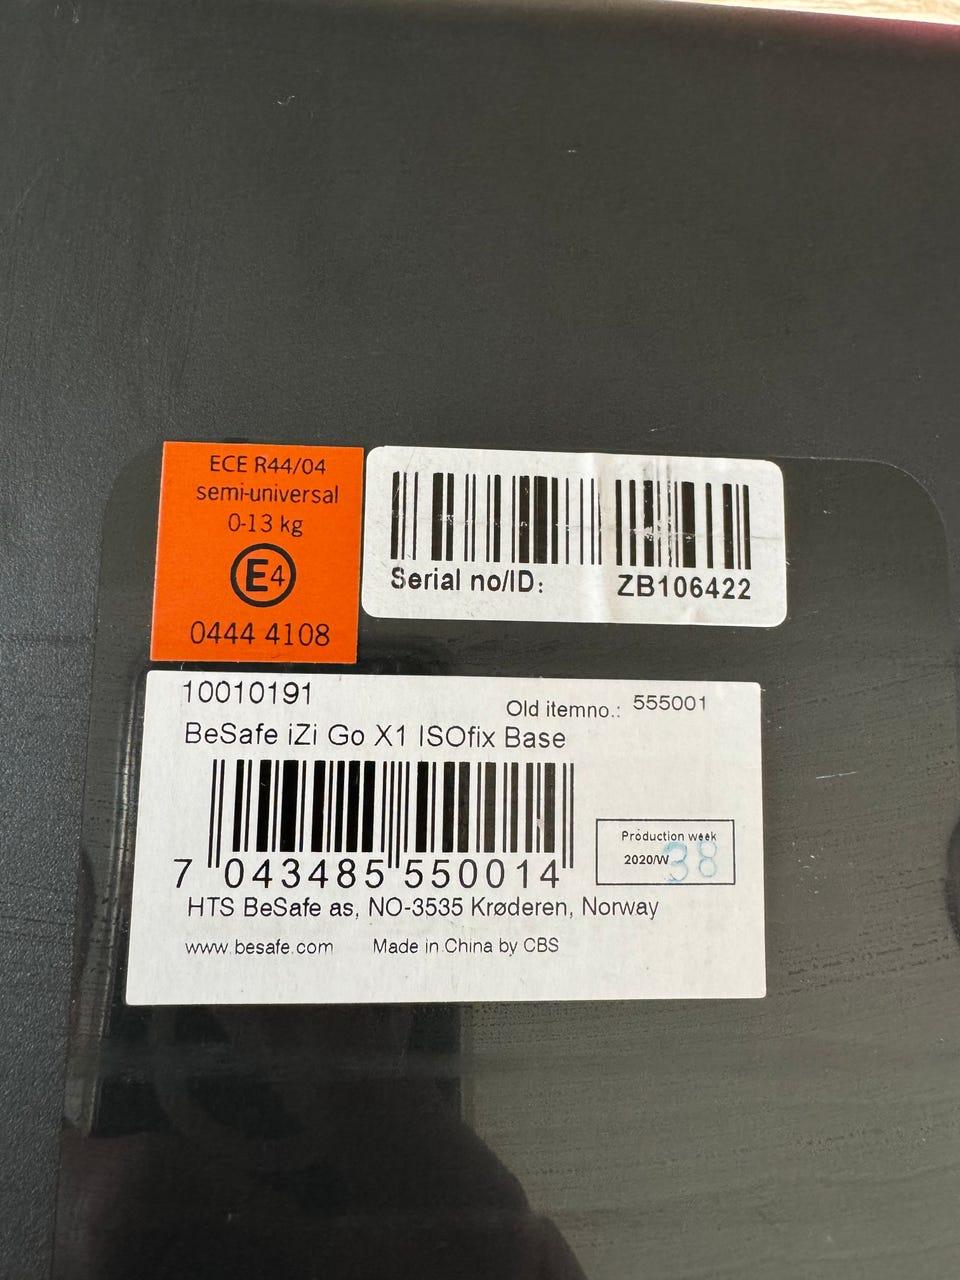 ECE R44/04
semi-universal
0-13 kg
E4
0444 4108
Serial no/ID: ZB106422
10010191
Old itemno.: 555001
BeSafe iZi Go X1 ISOfix Base
7 043485 550014
Production week
2020/W 38
HTS BeSafe as, NO-3535 Krøderen, Norway
www.besafe.com Made in China by CBS